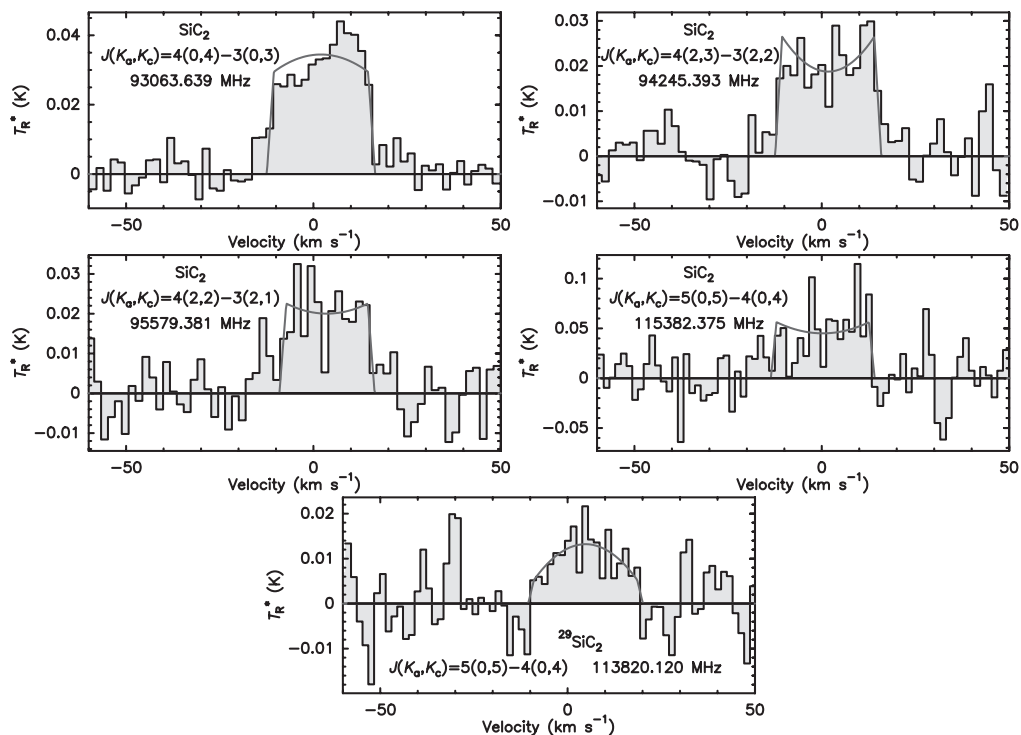 SiC2
J(Ka,Kc)=4(0,4)−3(0,3)
93063.639 MHz
0.04
0.02
0
TR* (K)
−50 0 50
Velocity (km s−1)
SiC2
J(Ka,Kc)=4(2,3)−3(2,2)
94245.393 MHz
0.03
0.02
0.01
0
−0.01
TR* (K)
−50 0 50
Velocity (km s−1)
SiC2
J(Ka,Kc)=4(2,2)−3(2,1)
95579.381 MHz
0.03
0.02
0.01
0
−0.01
TR* (K)
−50 0 50
Velocity (km s−1)
SiC2
J(Ka,Kc)=5(0,5)−4(0,4)
115382.375 MHz
0.1
0.05
0
−0.05
TR* (K)
−50 0 50
Velocity (km s−1)
0.02
0.01
0
−0.01
TR* (K)
29SiC2
J(Ka,Kc)=5(0,5)−4(0,4) 113820.120 MHz
−50 0 50
Velocity (km s−1)